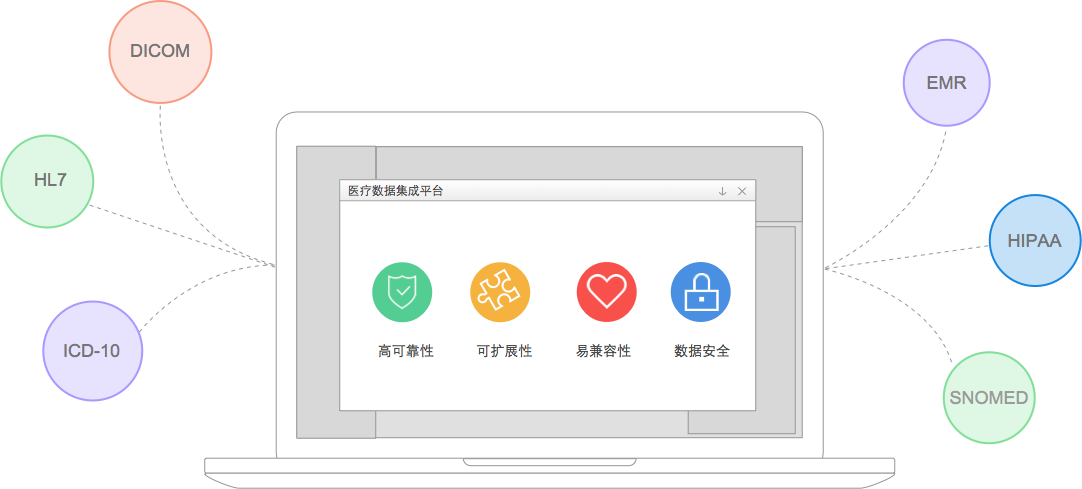 DICOM
HL7
ICD-10
医疗数据集成平台
高可靠性
可扩展性
易兼容性
数据安全
EMR
HIPAA
SNOMED